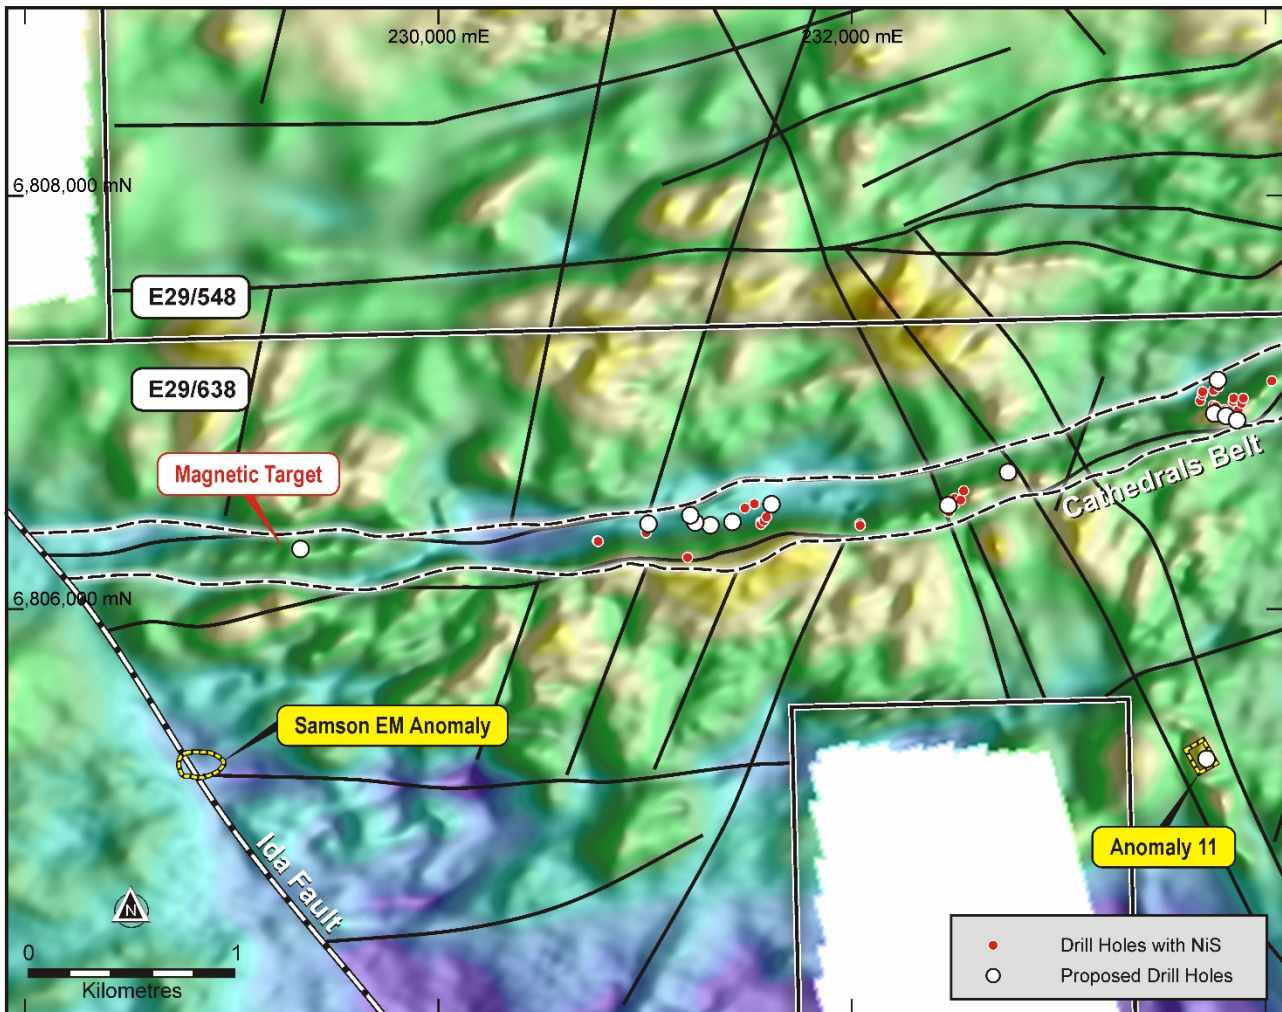 230,000 mE
232,000 mE
6,808,000 mN
E29/548
E29/638
Magnetic Target
Cathedrals Belt
6,806,000 mN
Samson EM Anomaly
Ida Fault
Anomaly 11
N
0 1
Kilometres
Drill Holes with NiS
Proposed Drill Holes